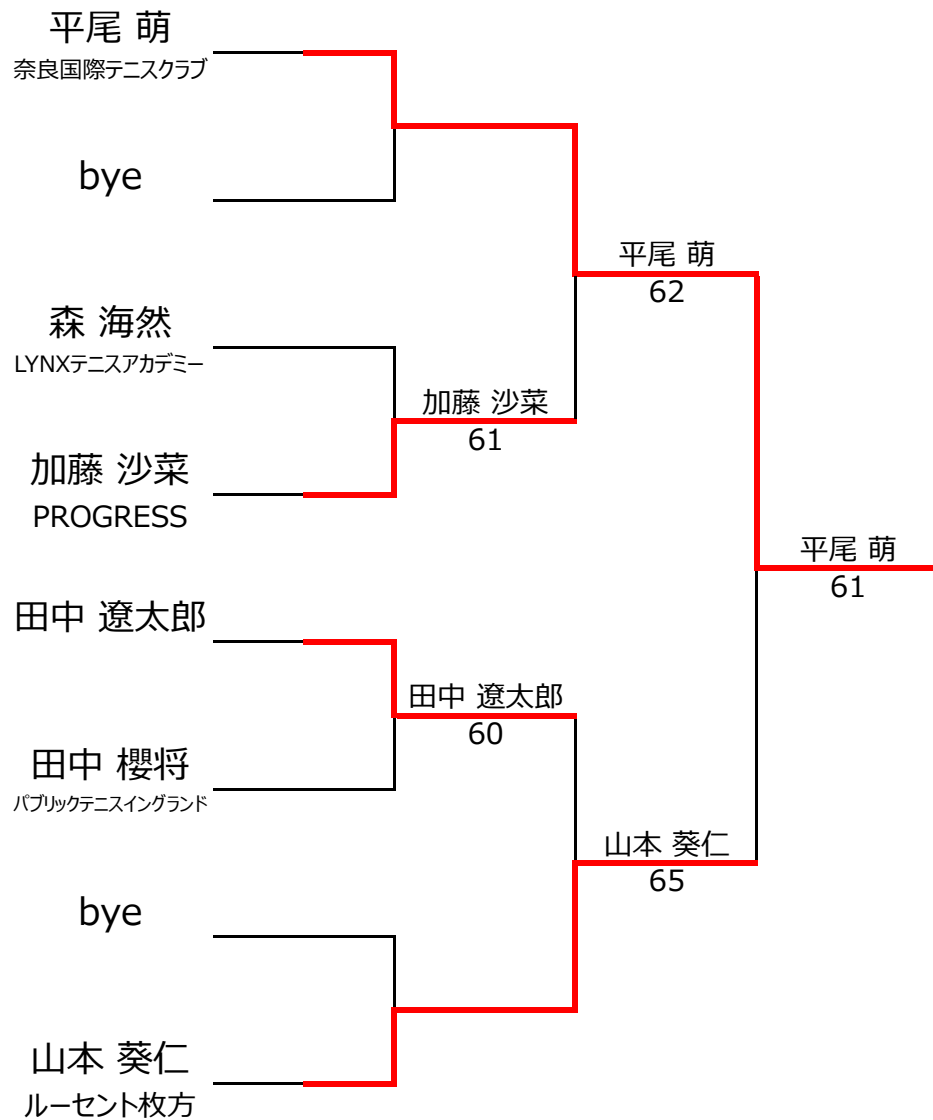 平尾 萌
奈良国際テニスクラブ
bye
平尾 萌
62
森 海然
LYNXテニスアカデミー
加藤 沙菜
61
加藤 沙菜
PROGRESS
平尾 萌
61
田中 遼太郎
田中 遼太郎
60
田中 櫻将
パブリックテニスイングランド
山本 葵仁
65
bye
山本 葵仁
ルーセント枚方